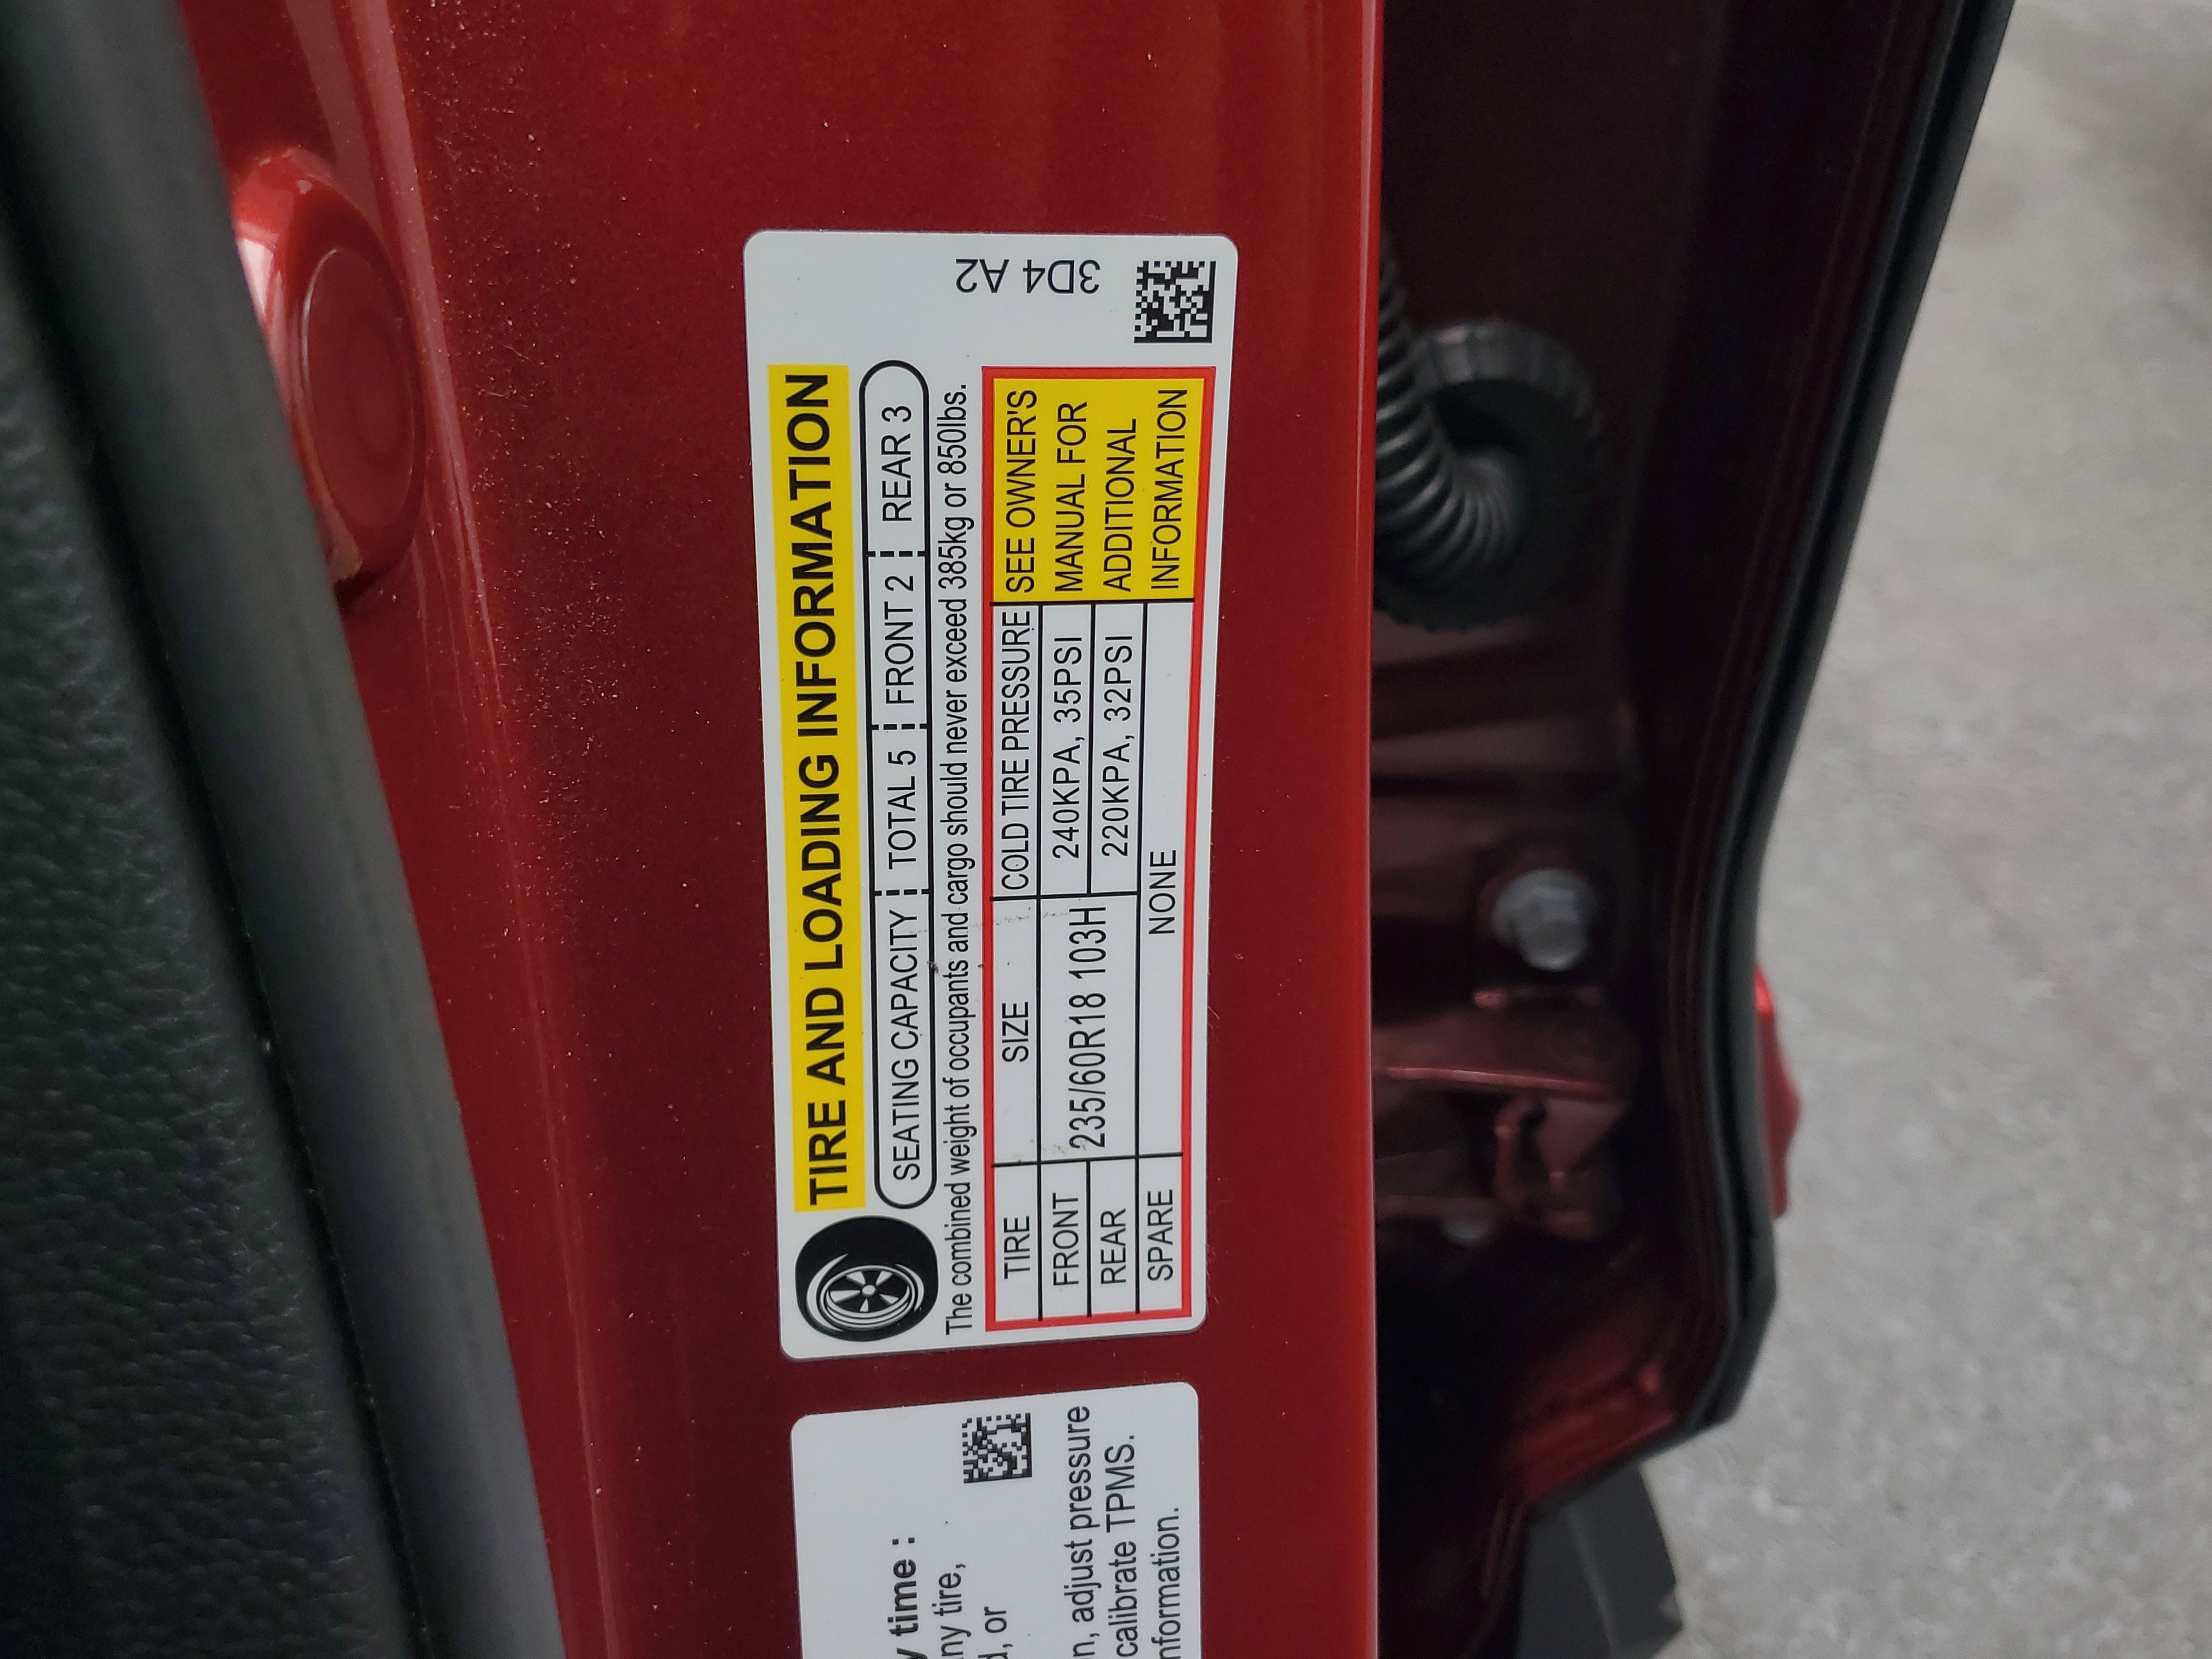 TIRE AND LOADING INFORMATION
SEATING CAPACITY TOTAL 5 FRONT 2 REAR 3
The combined weight of occupants and cargo should never exceed 385kg or 850lbs.
TIRE SIZE COLD TIRE PRESSURE
FRONT 235/60R18 103H 240KPA, 35PSI
REAR 220KPA, 32PSI
SPARE NONE
SEE OWNER'S
MANUAL FOR
ADDITIONAL
INFORMATION
3D4 A2
time :
tire,
or
adjust pressure
calibrate TPMS.